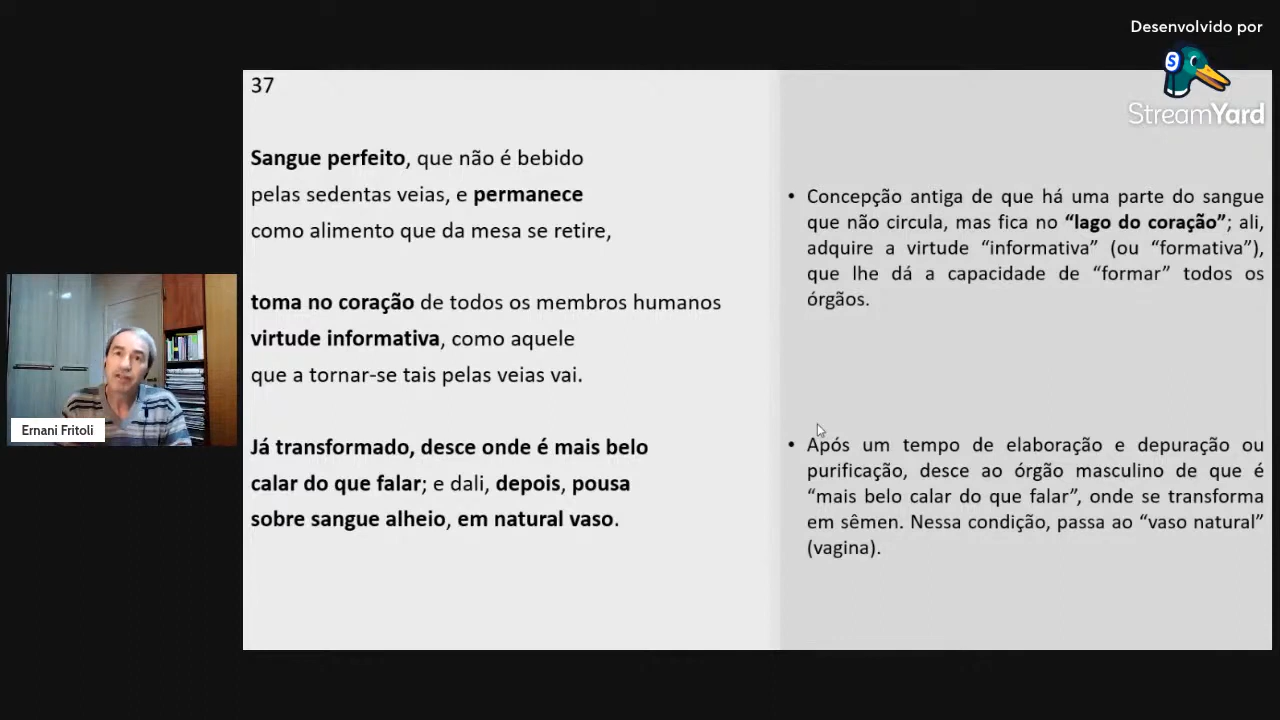 Desenvolvido por
StreamYard
37
Sangue perfeito, que não é bebido
pelas sedentas veias, e permanece
como alimento que da mesa se retire,
toma no coração de todos os membros humanos
virtude informativa, como aquele
que a tornar-se tais pelas veias vai.
Já transformado, desce onde é mais belo
calar do que falar; e dali, depois, pousa
sobre sangue alheio, em natural vaso.
• Concepção antiga de que há uma parte do sangue
que não circula, mas fica no “lago do coração”; ali,
adquire a virtude “informativa” (ou “formativa”),
que lhe dá a capacidade de “formar” todos os
órgãos.
• Após um tempo de elaboração e depuração ou
purificação, desce ao órgão masculino de que é
“mais belo calar do que falar”, onde se transforma
em sêmen. Nessa condição, passa ao “vaso natural”
(vagina).
Ernani Fritoli